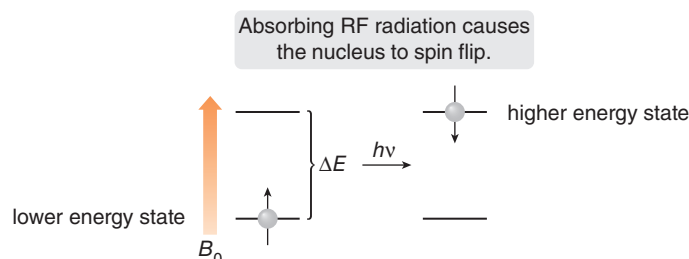 Absorbing RF radiation causes
the nucleus to spin flip.
higher energy state
ΔE
hν
lower energy state
B₀